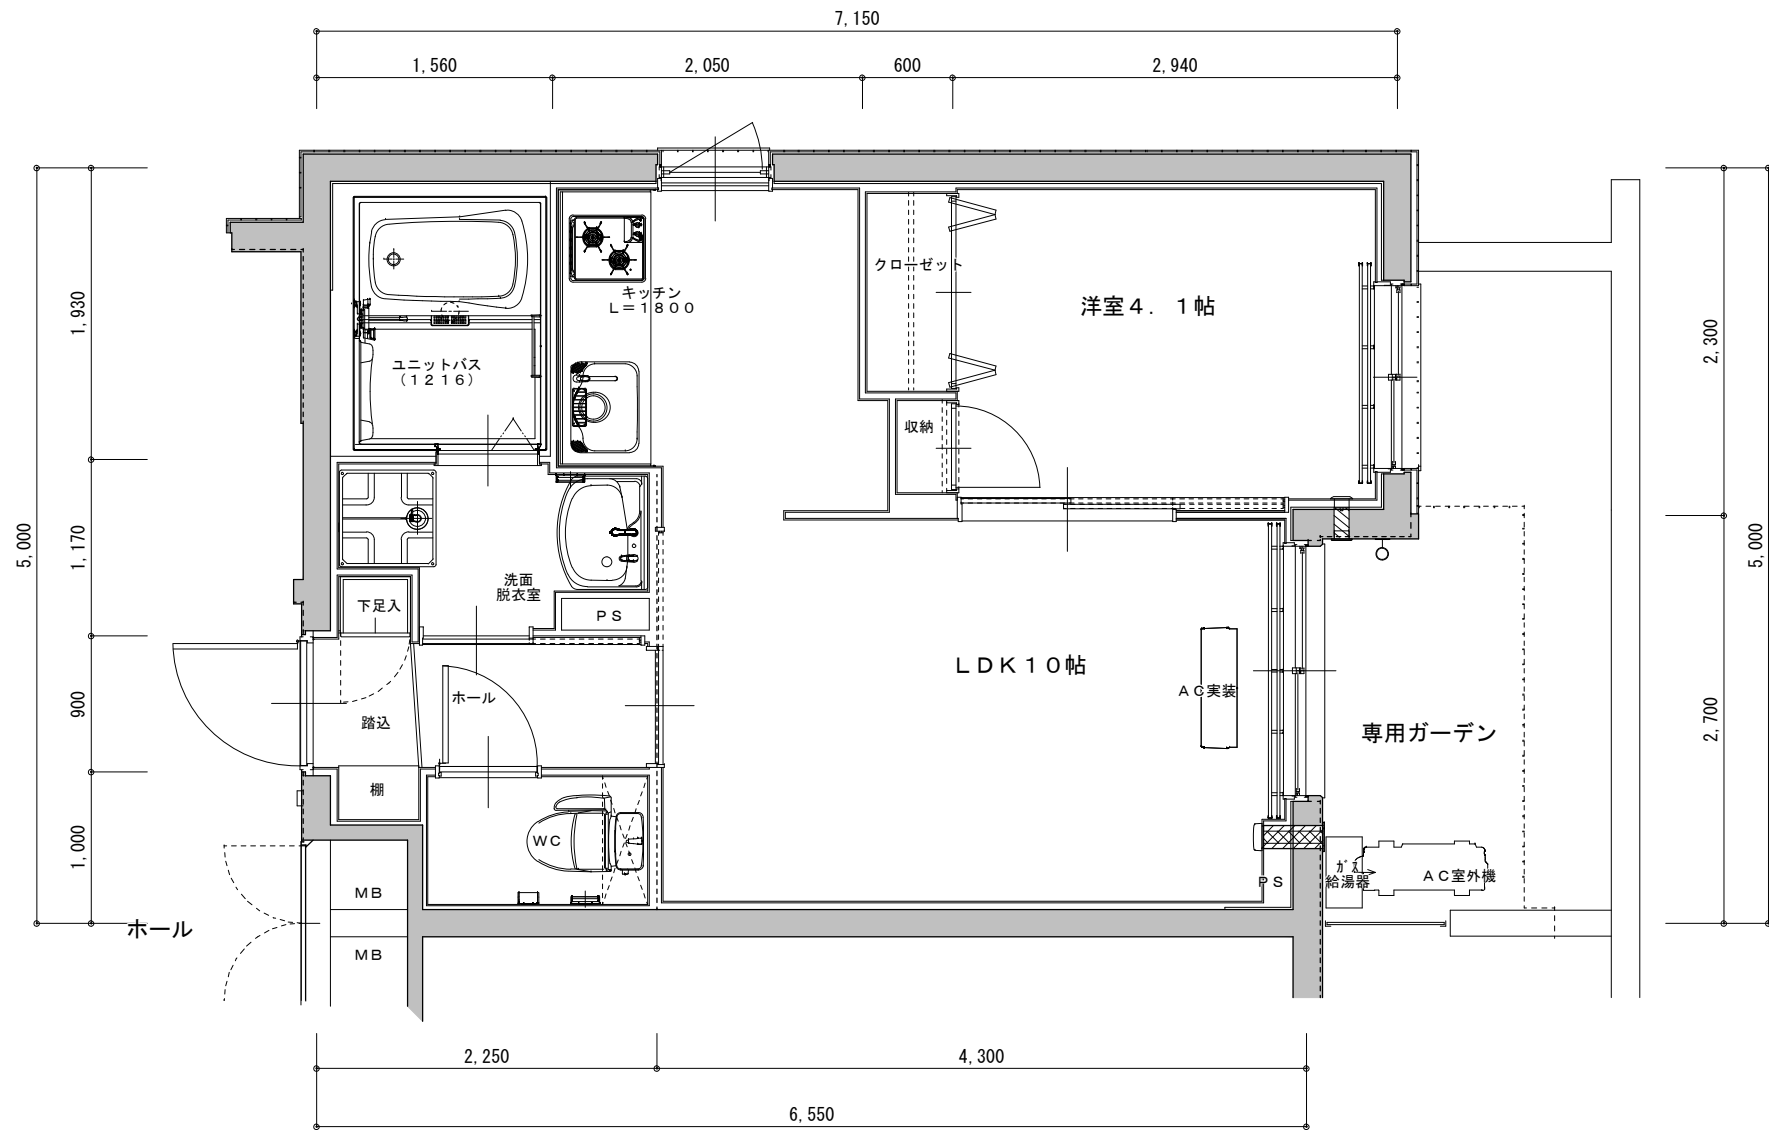 7,150
1,560
2,050
600
2,940
5,000
1,930
1,170
900
1,000
2,300
2,700
5,000
クローゼット
キッチン
L=1800
洋室4.1帖
ユニットバス
(1216)
収納
洗面
脱衣室
下足入
PS
LDK10帖
AC実装
ホール
踏込
専用ガーデン
棚
WC
MB
PS
ガス
給湯器
AC室外機
ホール
MB
2,250
4,300
6,550